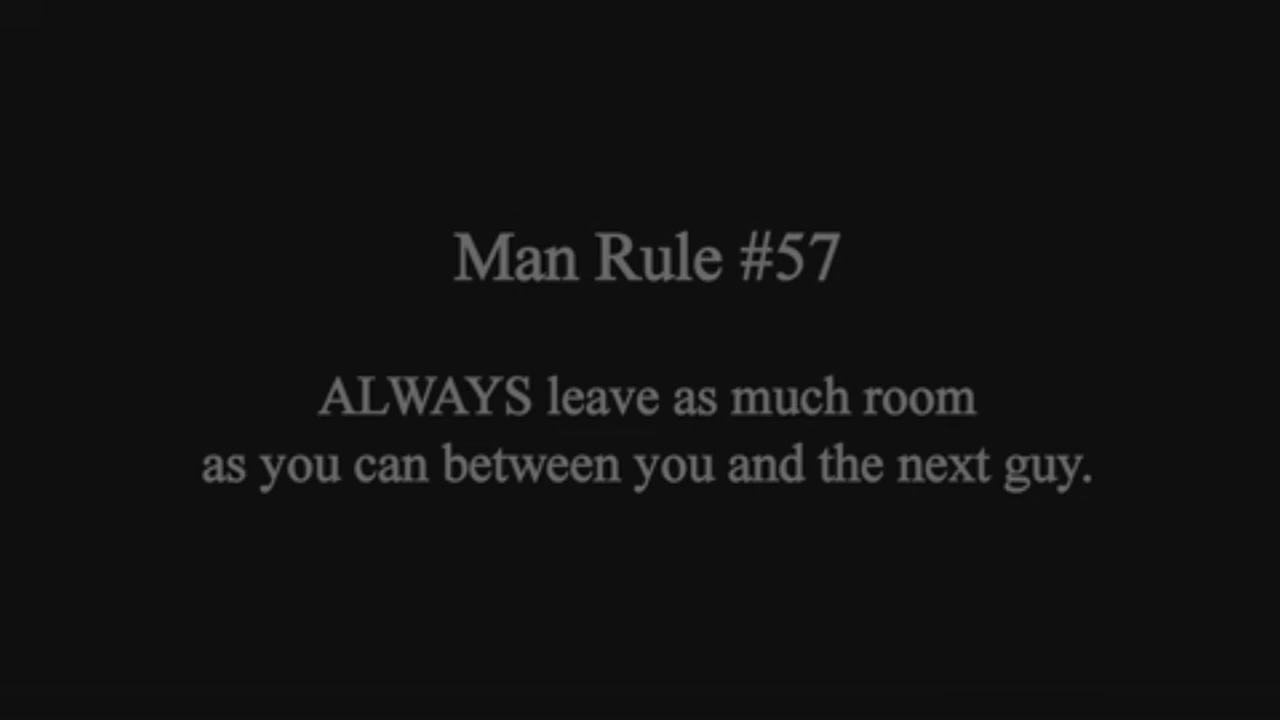 Man Rule #57
ALWAYS leave as much room
as you can between you and the next guy.